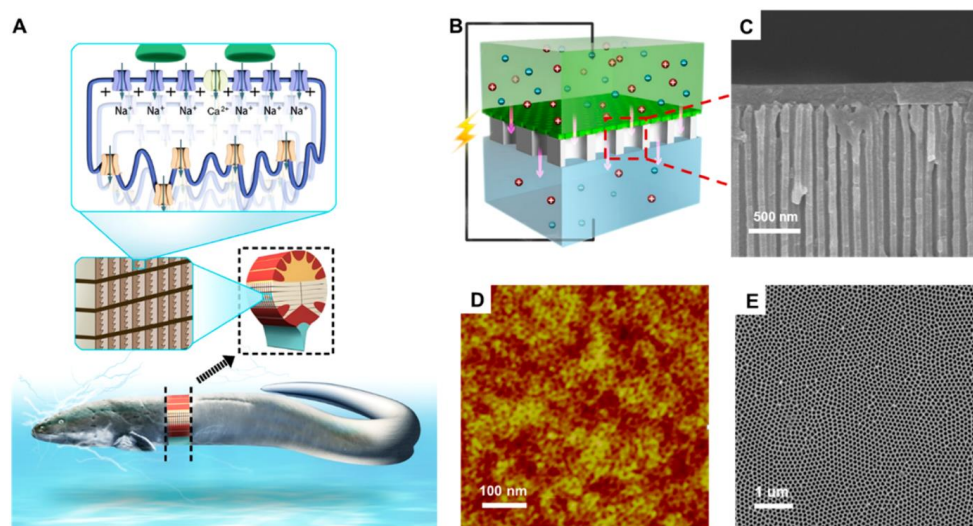 A
+ + + + + + +
Na⁺ Na⁺ Na⁺ Ca²⁺ Na⁺ Na⁺ Na⁺
B
C
500 nm
D
100 nm
E
1 um